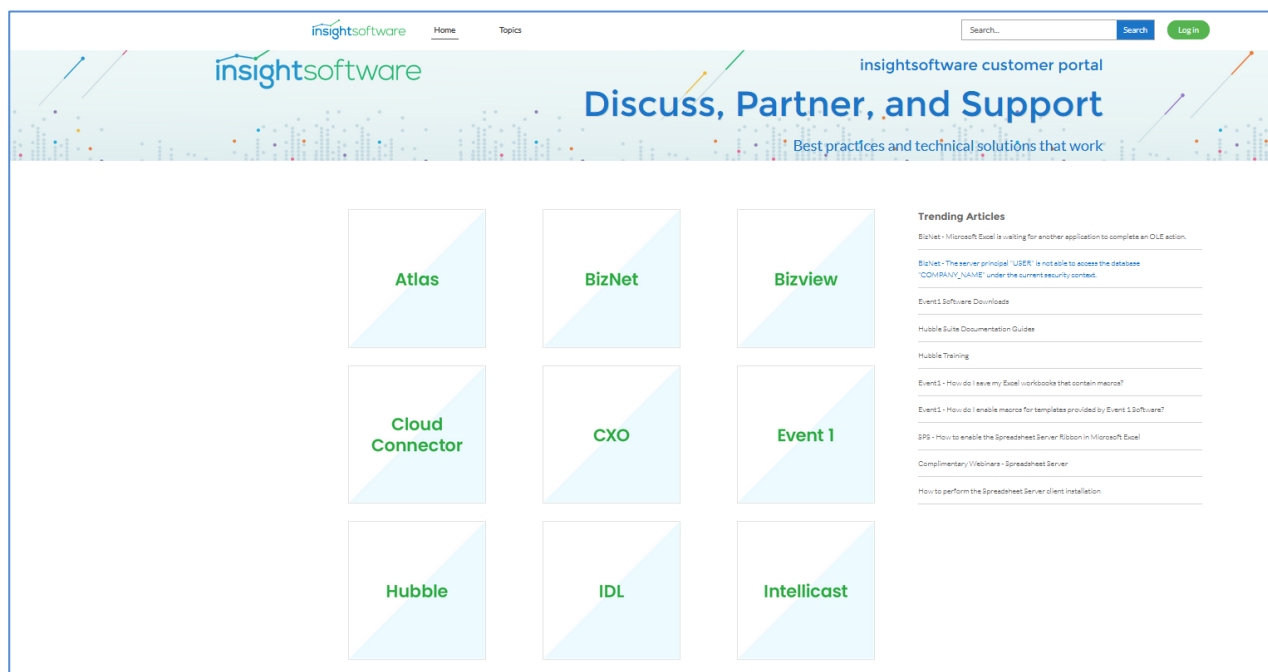 insightsoftware Home Topics Search... Search Log in
insightsoftware
insightsoftware customer portal
Discuss, Partner, and Support
Best practices and technical solutions that work
Atlas
BizNet
Bizview
Cloud
Connector
CXO
Event 1
Hubble
IDL
Intellicast
Trending Articles
BizNet - Microsoft Excel is waiting for another application to complete an OLE action.
BizNet - The server principal "USER" is not able to access the database
"COMPANY_NAME" under the current security context.
Event1 Software Downloads
Hubble Suite Documentation Guides
Hubble Training
Event1 - How do I save my Excel workbooks that contain macros?
Event1 - How do I enable macros for templates provided by Event 1 Software?
SPS - How to enable the Spreadsheet Server Ribbon in Microsoft Excel
Complimentary Webinars - Spreadsheet Server
How to perform the Spreadsheet Server client installation